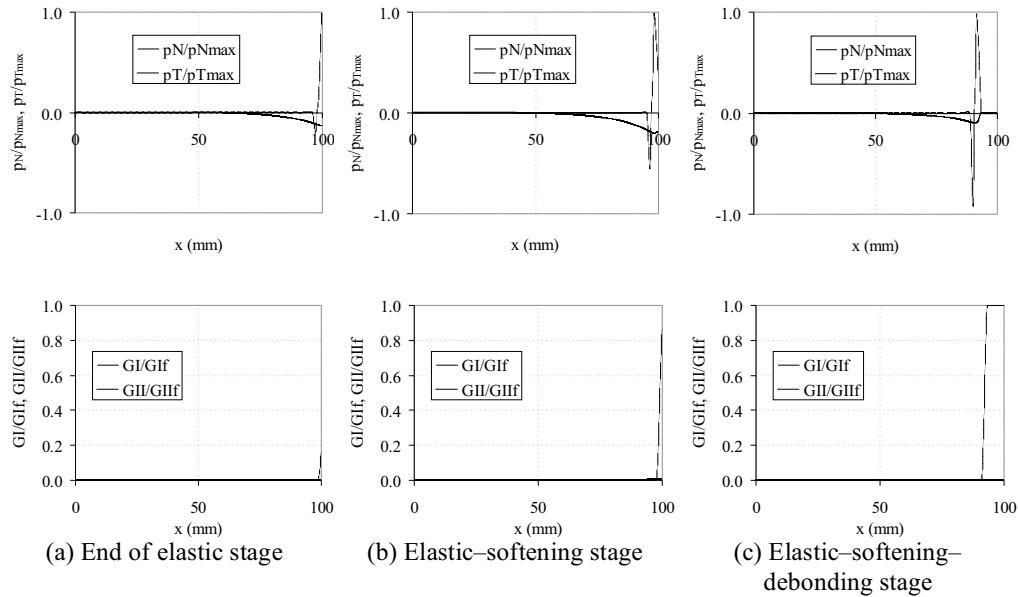 1.0
0.0
-1.0
0
50
100
pN/pNmax, pT/pTmax
pN/pNmax
pT/pTmax
x (mm)
1.0
0.0
-1.0
0
50
100
pN/pNmax, pT/pTmax
pN/pNmax
pT/pTmax
x (mm)
1.0
0.0
-1.0
0
50
100
pN/pNmax, pT/pTmax
pN/pNmax
pT/pTmax
x (mm)
1.0
0.8
0.6
0.4
0.2
0.0
0
50
100
GI/GIf, GII/GIIf
GI/GIf
GII/GIIf
x (mm)
(a) End of elastic stage
1.0
0.8
0.6
0.4
0.2
0.0
0
50
100
GI/GIf, GII/GIIf
GI/GIf
GII/GIIf
x (mm)
(b) Elastic–softening stage
1.0
0.8
0.6
0.4
0.2
0.0
0
50
100
GI/GIf, GII/GIIf
GI/GIf
GII/GIIf
x (mm)
(c) Elastic–softening–
debonding stage